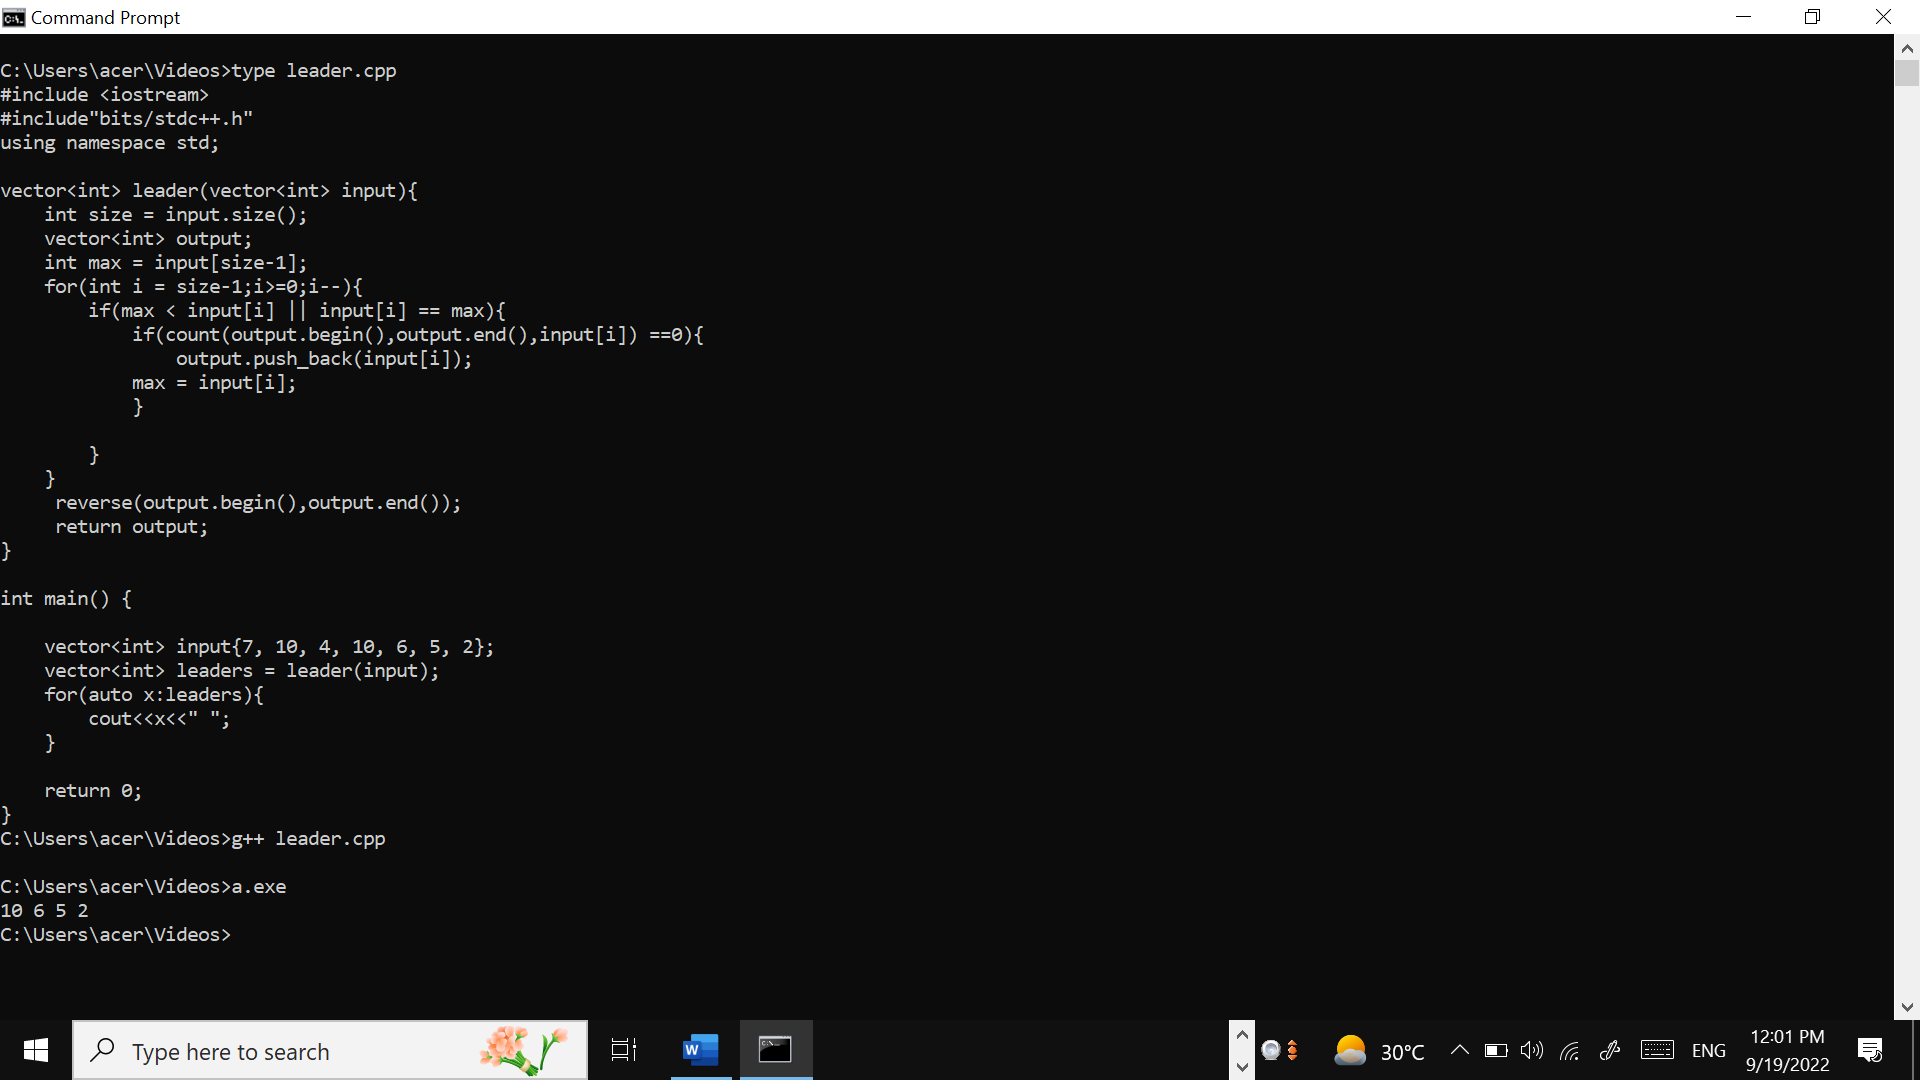 Command Prompt
C:\Users\acer\Videos>type leader.cpp
#include <iostream>
#include"bits/stdc++.h"
using namespace std;

vector<int> leader(vector<int> input){
    int size = input.size();
    vector<int> output;
    int max = input[size-1];
    for(int i = size-1;i>=0;i--){
        if(max < input[i] || input[i] == max){
            if(count(output.begin(),output.end(),input[i]) ==0){
                output.push_back(input[i]);
            max = input[i];
            }

        }
    }
     reverse(output.begin(),output.end());
     return output;
}

int main() {

    vector<int> input{7, 10, 4, 10, 6, 5, 2};
    vector<int> leaders = leader(input);
    for(auto x:leaders){
        cout<<x<<" ";
    }

    return 0;
}
C:\Users\acer\Videos>g++ leader.cpp

C:\Users\acer\Videos>a.exe
10 6 5 2
C:\Users\acer\Videos>
Type here to search
30°C
ENG
12:01 PM
9/19/2022